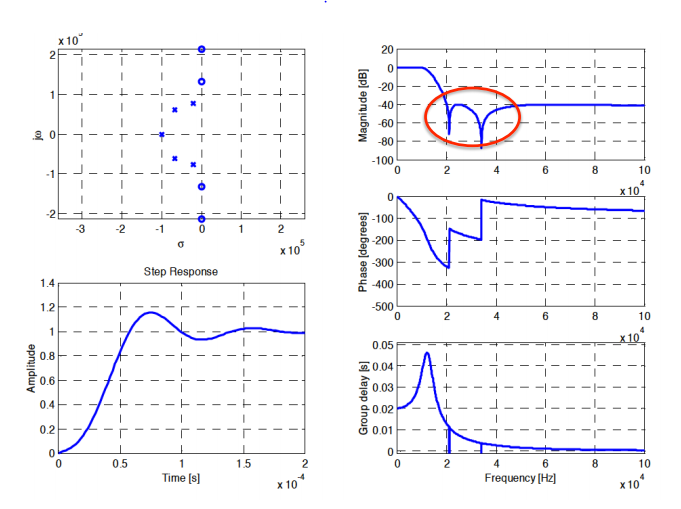 x 10^5
2
1
0
-1
-2
jω
-3 -2 -1 0 1 2
σ
x 10^5
20
0
-20
-40
-60
-80
-100
Magnitude [dB]
0 2 4 6 8 10
x 10^4
0
-100
-200
-300
-400
-500
Phase [degrees]
0 2 4 6 8 10
x 10^4
Step Response
1.4
1.2
1
0.8
0.6
0.4
0.2
0
Amplitude
0 0.5 1 1.5 2
Time [s]
x 10^-4
0.05
0.04
0.03
0.02
0.01
0
Group delay [s]
0 2 4 6 8 10
Frequency [Hz]
x 10^4